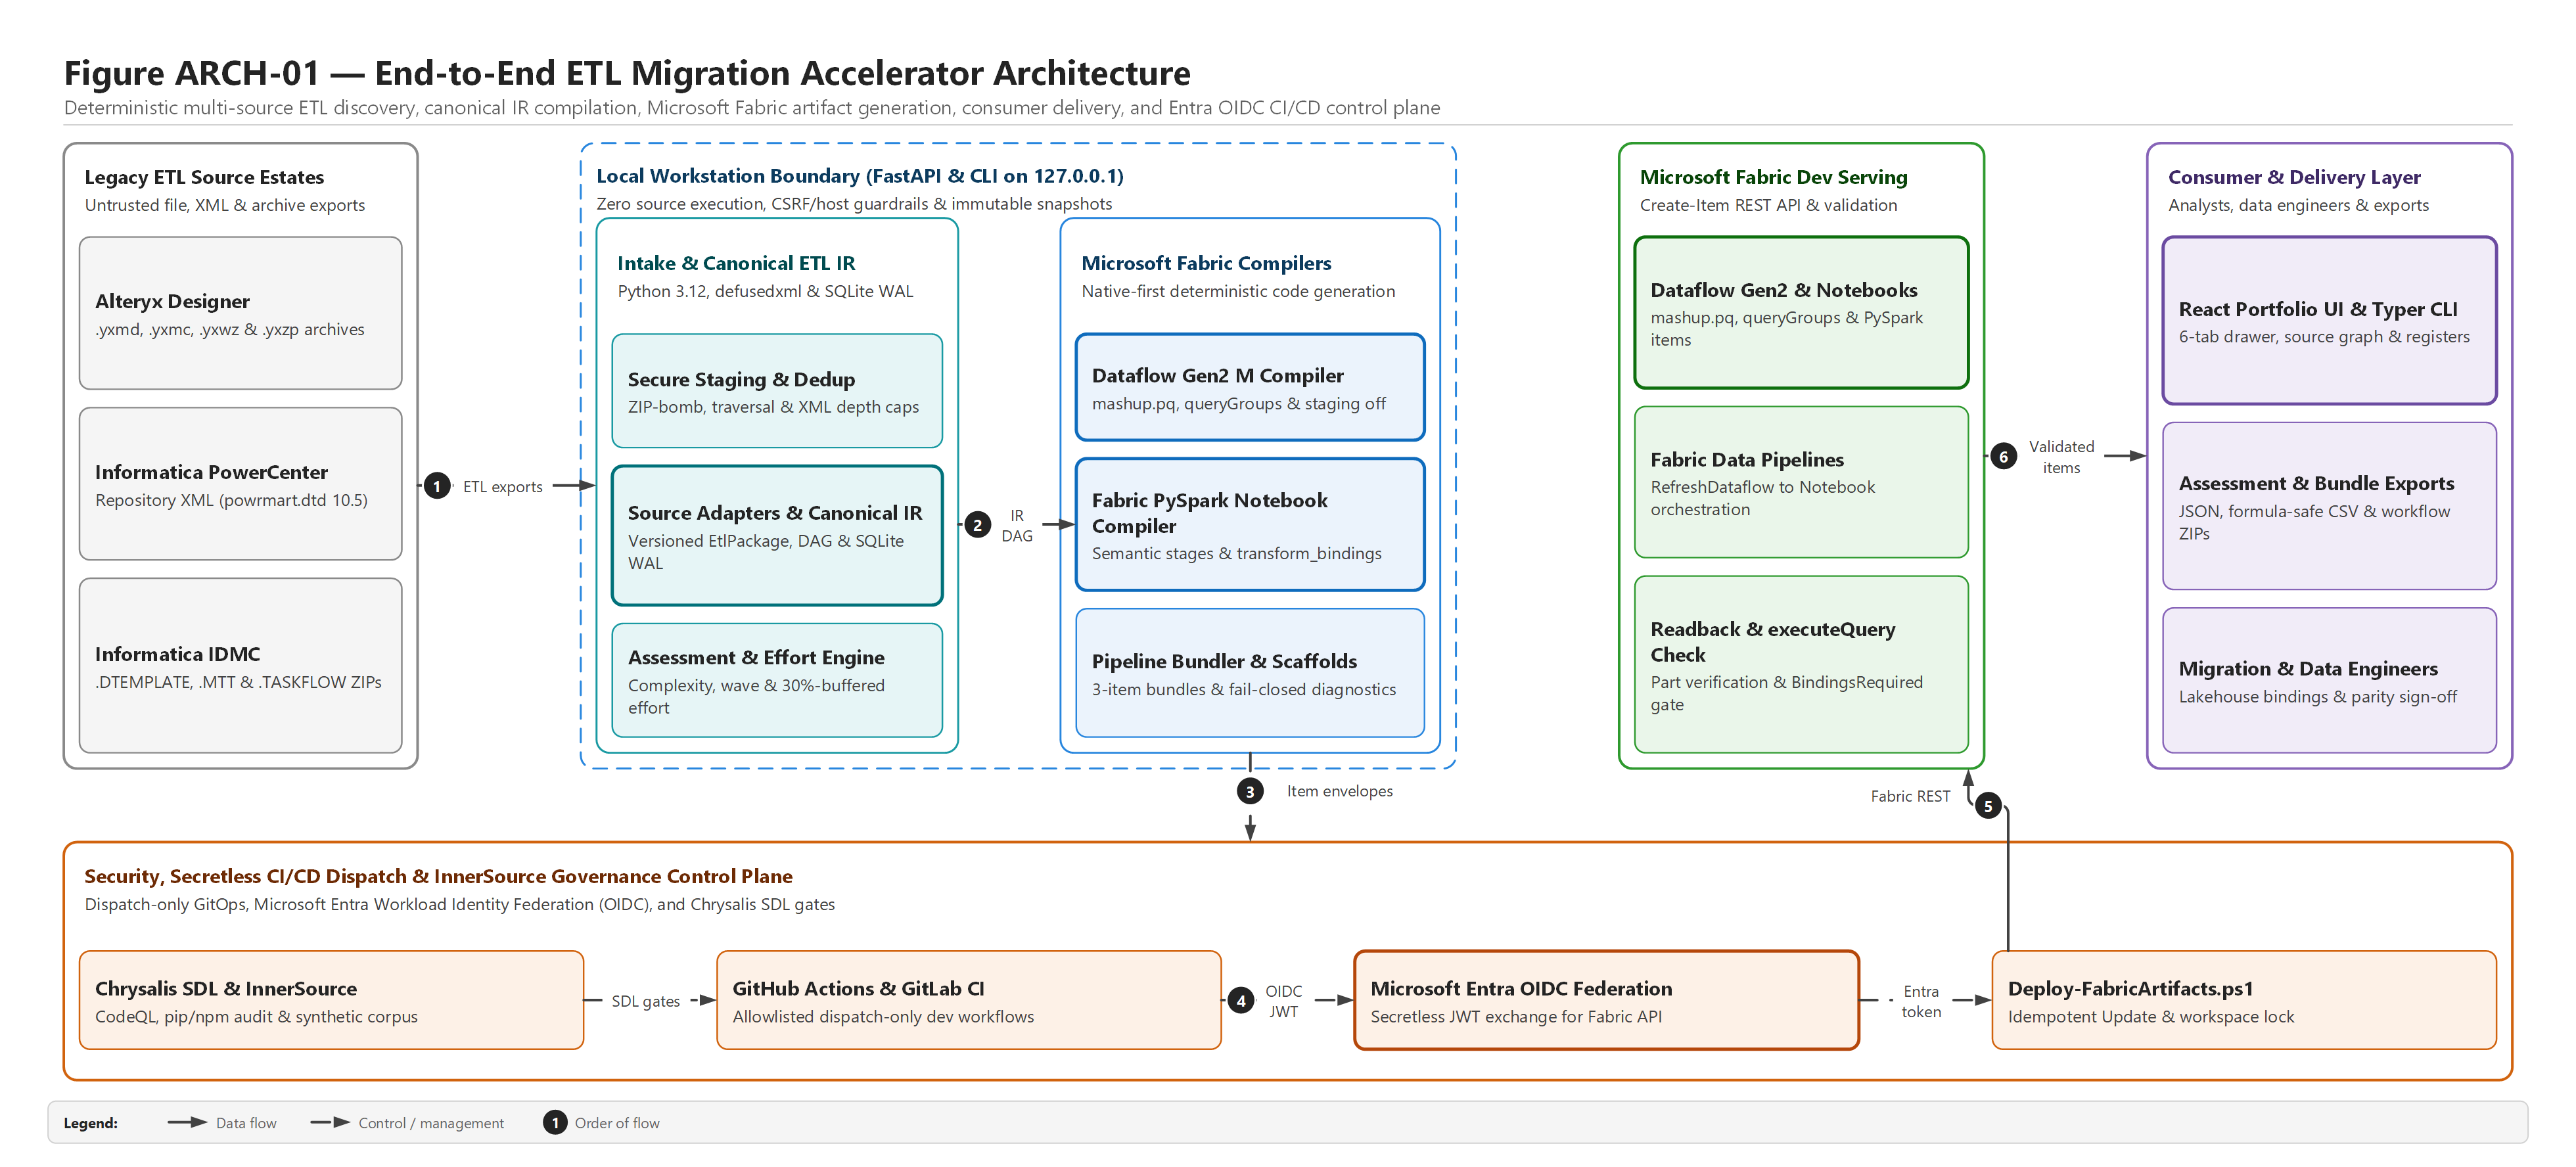 Figure ARCH-01 — End-to-End ETL Migration Accelerator Architecture
Deterministic multi-source ETL discovery, canonical IR compilation, Microsoft Fabric artifact generation, consumer delivery, and Entra OIDC CI/CD control plane
Legacy ETL Source Estates
Untrusted file, XML & archive exports
Alteryx Designer
.yxmd, .yxmc, .yxwz & .yxzp archives
Informatica PowerCenter
Repository XML (powrmart.dtd 10.5)
Informatica IDMC
.DTEMPLATE, .MTT & .TASKFLOW ZIPs
1 ETL exports
Local Workstation Boundary (FastAPI & CLI on 127.0.0.1)
Zero source execution, CSRF/host guardrails & immutable snapshots
Intake & Canonical ETL IR
Python 3.12, defusedxml & SQLite WAL
Secure Staging & Dedup
ZIP-bomb, traversal & XML depth caps
Source Adapters & Canonical IR
Versioned EtlPackage, DAG & SQLite
WAL
Assessment & Effort Engine
Complexity, wave & 30%-buffered
effort
2 IR
DAG
Microsoft Fabric Compilers
Native-first deterministic code generation
Dataflow Gen2 M Compiler
mashup.pq, queryGroups & staging off
Fabric PySpark Notebook
Compiler
Semantic stages & transform_bindings
Pipeline Bundler & Scaffolds
3-item bundles & fail-closed diagnostics
3 Item envelopes
Microsoft Fabric Dev Serving
Create-Item REST API & validation
Dataflow Gen2 & Notebooks
mashup.pq, queryGroups & PySpark
items
Fabric Data Pipelines
RefreshDataflow to Notebook
orchestration
Readback & executeQuery
Check
Part verification & BindingsRequired
gate
Fabric REST 5
6 Validated
items
Consumer & Delivery Layer
Analysts, data engineers & exports
React Portfolio UI & Typer CLI
6-tab drawer, source graph & registers
Assessment & Bundle Exports
JSON, formula-safe CSV & workflow
ZIPs
Migration & Data Engineers
Lakehouse bindings & parity sign-off
Security, Secretless CI/CD Dispatch & InnerSource Governance Control Plane
Dispatch-only GitOps, Microsoft Entra Workload Identity Federation (OIDC), and Chrysalis SDL gates
Chrysalis SDL & InnerSource
CodeQL, pip/npm audit & synthetic corpus
SDL gates
GitHub Actions & GitLab CI
Allowlisted dispatch-only dev workflows
4 OIDC
JWT
Microsoft Entra OIDC Federation
Secretless JWT exchange for Fabric API
Entra
token
Deploy-FabricArtifacts.ps1
Idempotent Update & workspace lock
Legend: Data flow Control / management 1 Order of flow